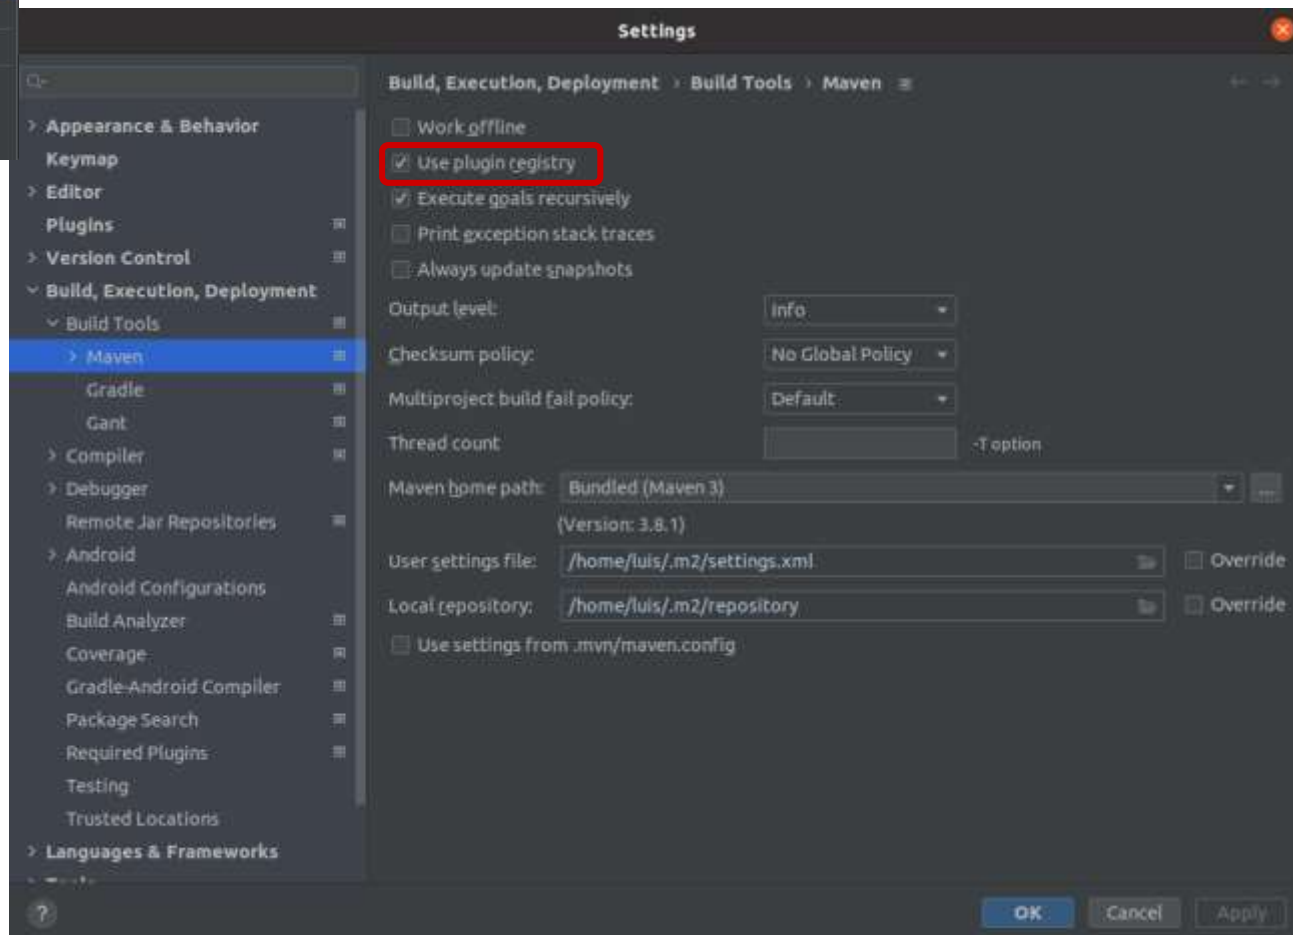 Settings
Appearance & Behavior
Keymap
Editor
Plugins
Version Control
Build, Execution, Deployment
Build Tools
Maven
Gradle
Gant
Compiler
Debugger
Remote Jar Repositories
Android
Android Configurations
Build Analyzer
Coverage
Gradle-Android Compiler
Package Search
Required Plugins
Testing
Trusted Locations
Languages & Frameworks
Build, Execution, Deployment › Build Tools › Maven
Work offline
Use plugin registry
Execute goals recursively
Print exception stack traces
Always update snapshots
Output level: Info
Checksum policy: No Global Policy
Multiproject build fail policy: Default
Thread count -T option
Maven home path: Bundled (Maven 3) ...
(Version: 3.8.1)
User settings file: /home/luis/.m2/settings.xml Override
Local repository: /home/luis/.m2/repository Override
Use settings from .mvn/maven.config
? OK Cancel Apply